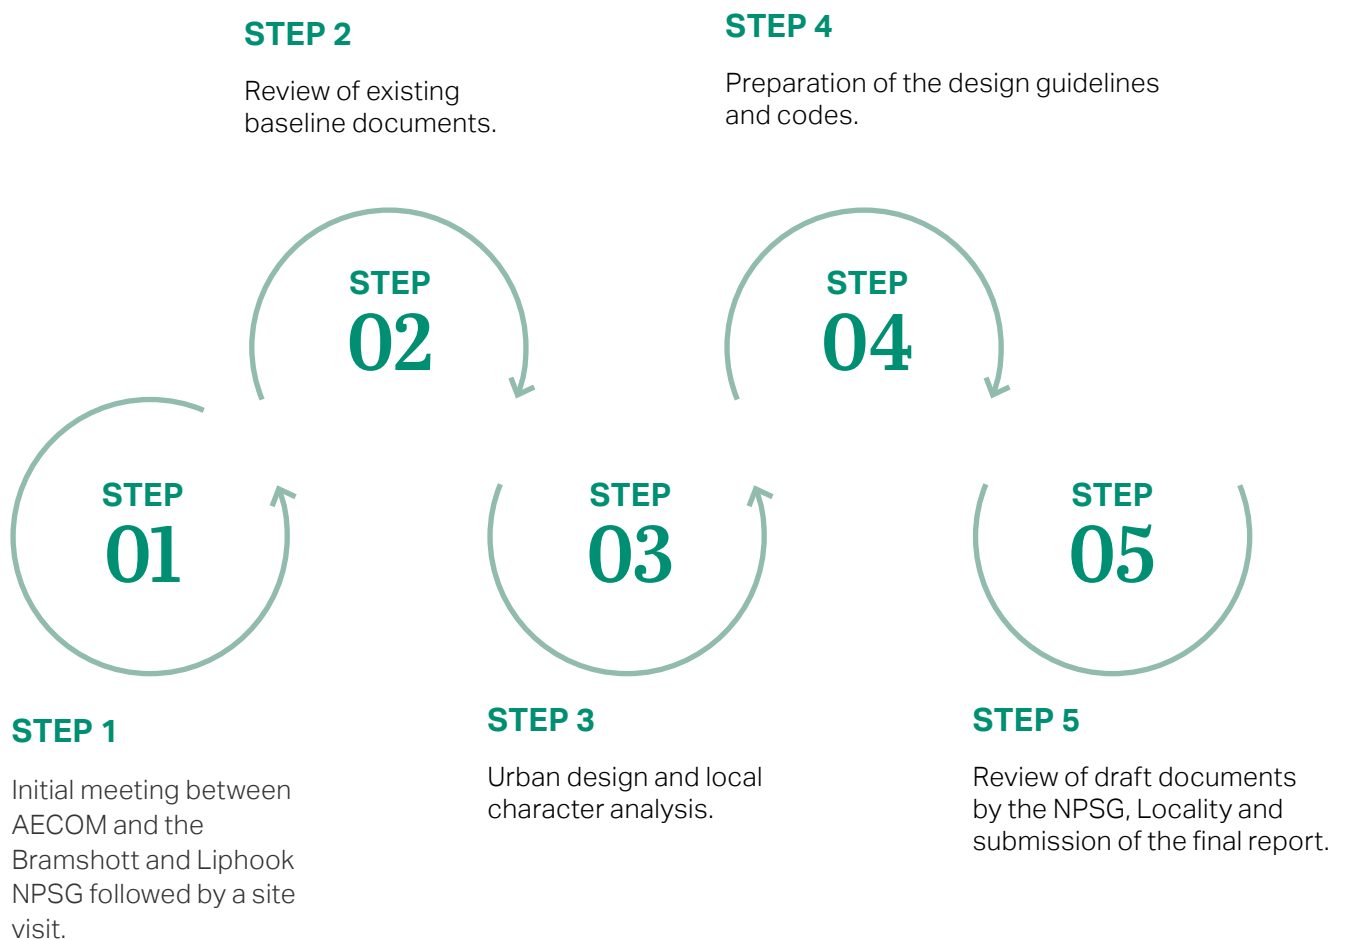 STEP 2
Review of existing
baseline documents.
STEP 4
Preparation of the design guidelines
and codes.
STEP
02
STEP
04
STEP
01
STEP
03
STEP
05
STEP 1
Initial meeting between
AECOM and the
Bramshott and Liphook
NPSG followed by a site
visit.
STEP 3
Urban design and local
character analysis.
STEP 5
Review of draft documents
by the NPSG, Locality and
submission of the final report.